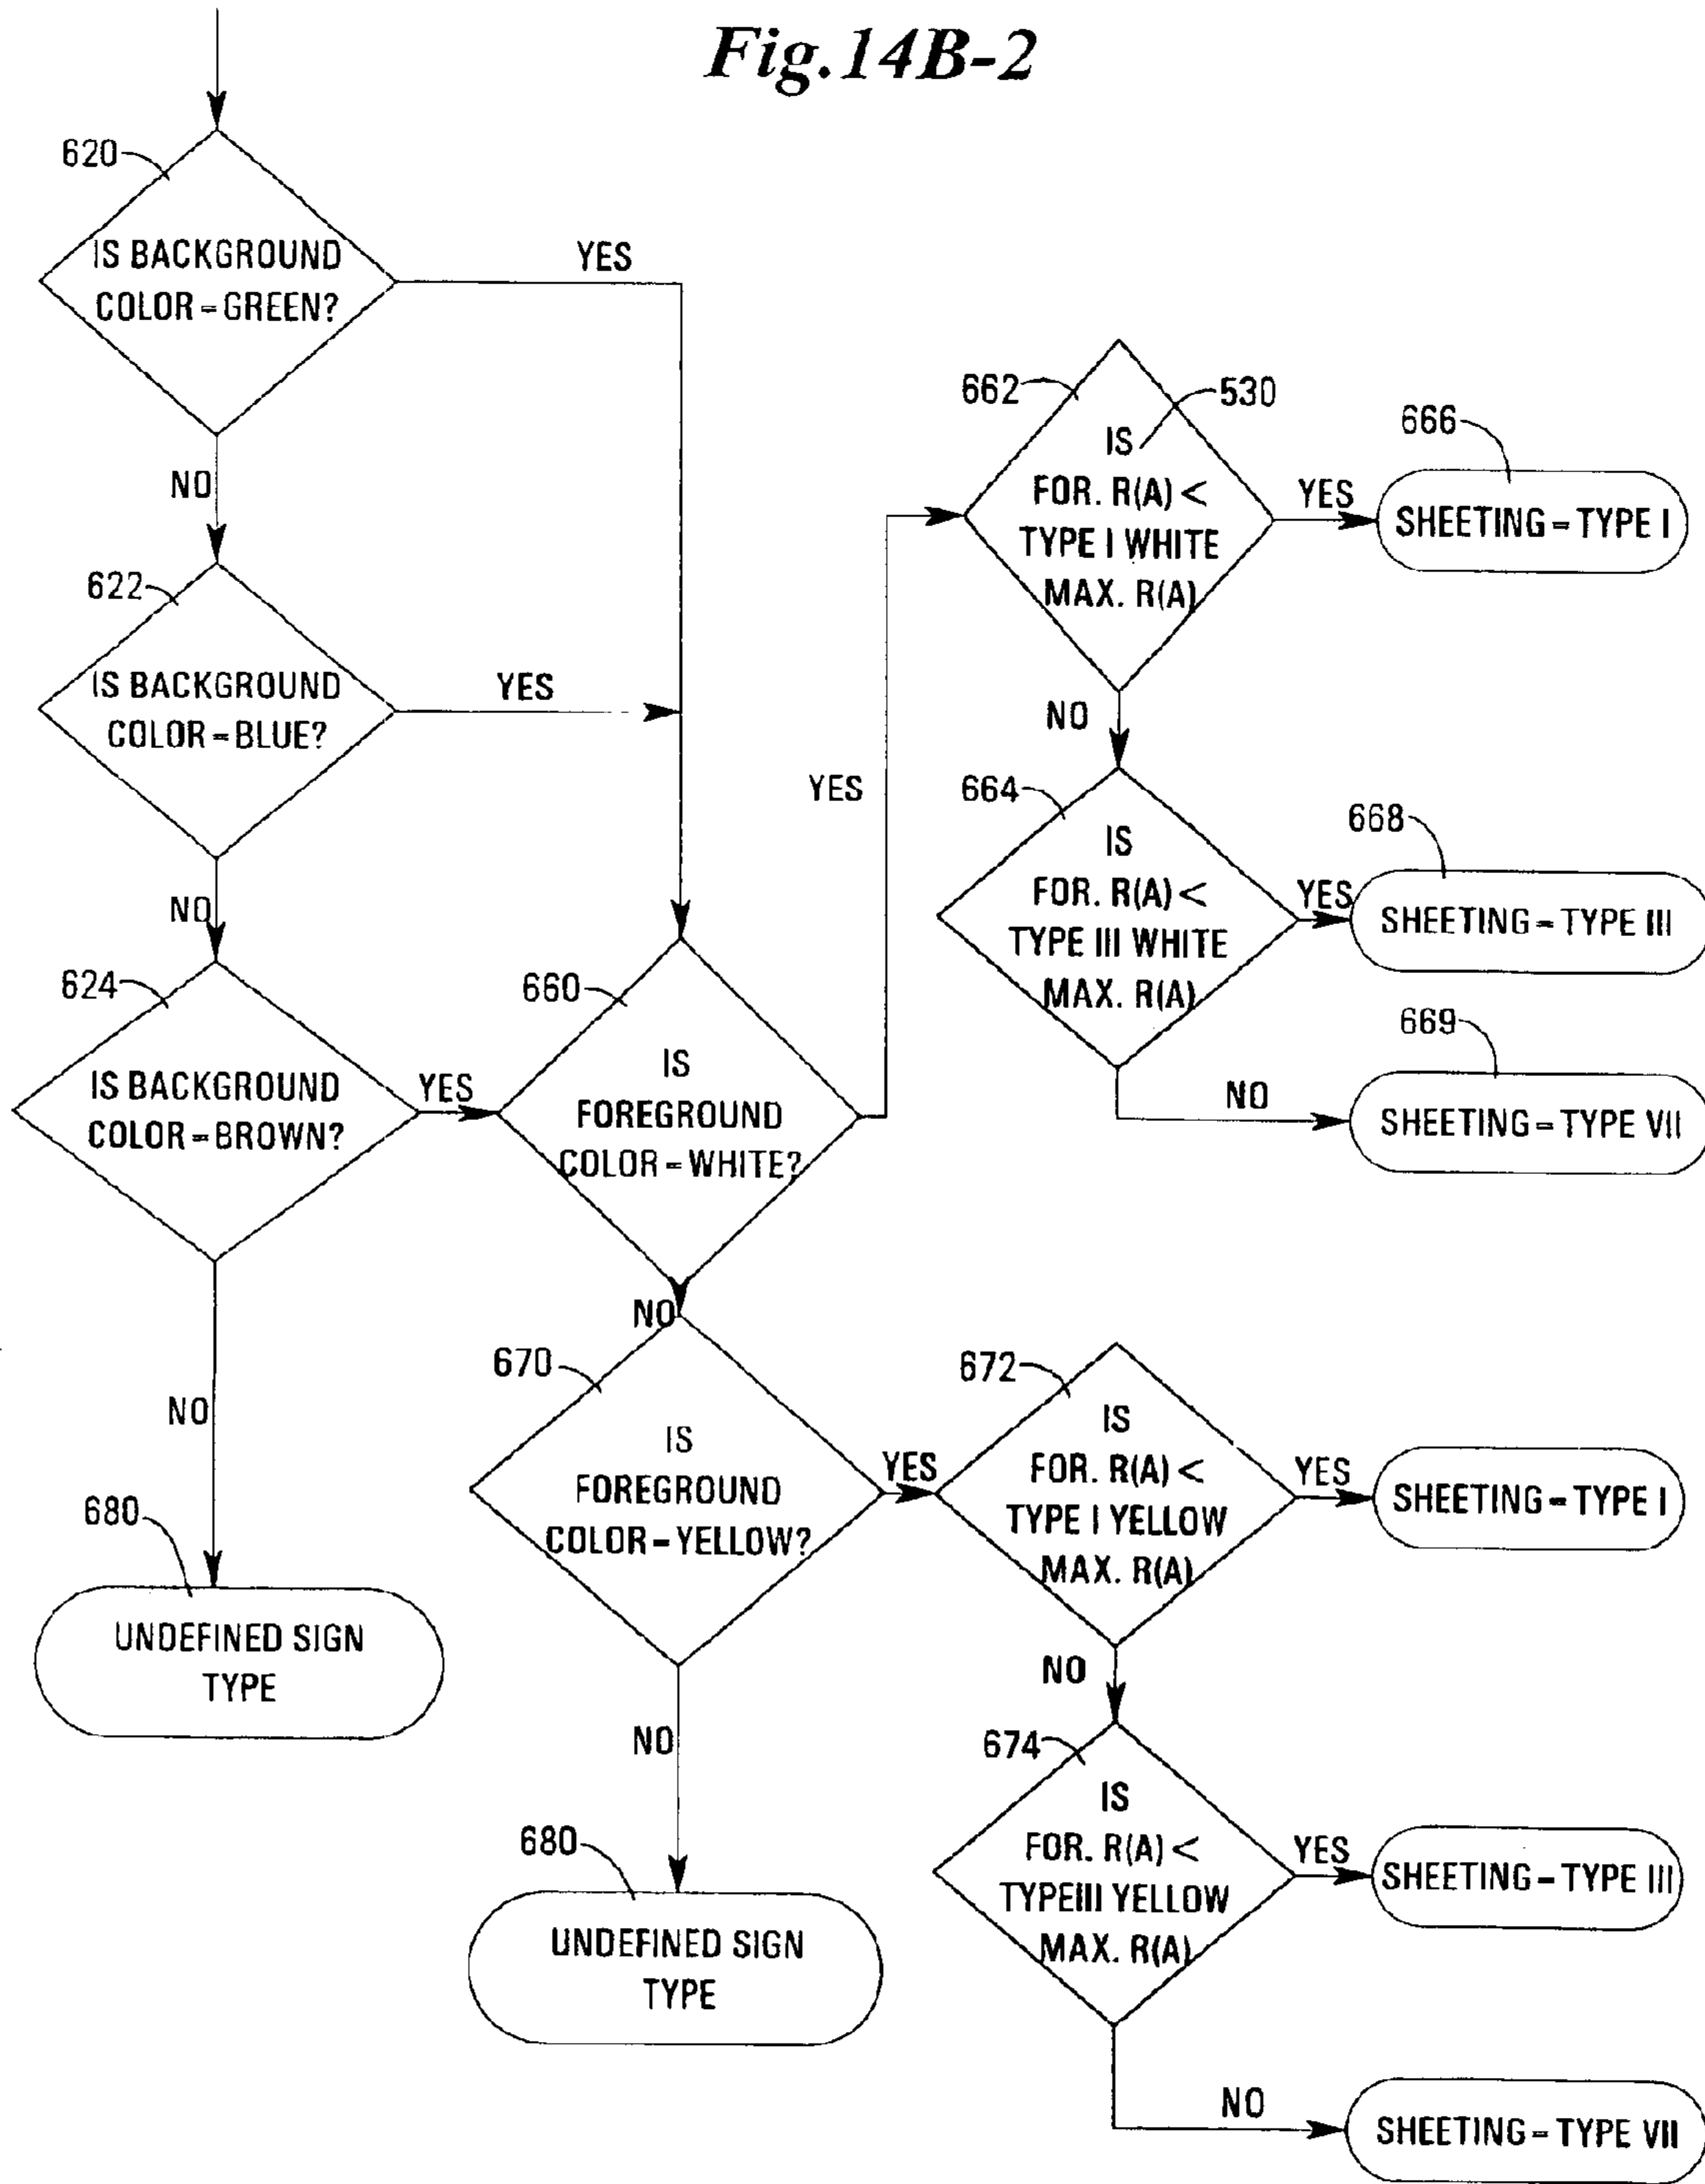 Fig.14B-2
620
IS BACKGROUND
COLOR=GREEN?
YES
NO
622
IS BACKGROUND
COLOR=BLUE?
YES
NO
624
IS BACKGROUND
COLOR=BROWN?
YES
NO
680
UNDEFINED SIGN
TYPE
660
IS
FOREGROUND
COLOR=WHITE?
YES
NO
662
530
IS
FOR. R(A) <
TYPE I WHITE
MAX. R(A)
YES
666
SHEETING=TYPE I
NO
664
IS
FOR. R(A) <
TYPE III WHITE
MAX. R(A)
YES
668
SHEETING=TYPE III
669
NO
SHEETING=TYPE VII
670
IS
FOREGROUND
COLOR=YELLOW?
YES
NO
680
UNDEFINED SIGN
TYPE
672
IS
FOR. R(A) <
TYPE I YELLOW
MAX. R(A)
YES
SHEETING=TYPE I
NO
674
IS
FOR. R(A) <
TYPEIII YELLOW
MAX. R(A)
YES
SHEETING=TYPE III
NO
SHEETING=TYPE VII